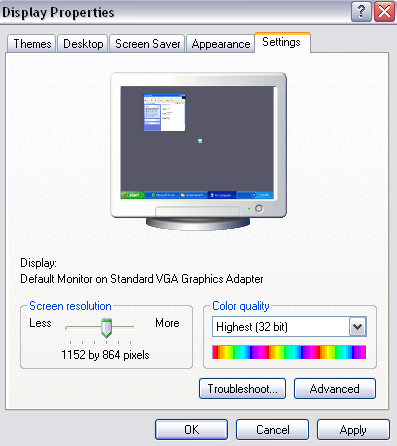 Display Properties
Themes
Desktop
Screen Saver
Appearance
Settings
start
Display:
Default Monitor on Standard VGA Graphics Adapter
Screen resolution
Less
More
1152 by 864 pixels
Color quality
Highest (32 bit)
Troubleshoot...
Advanced
OK
Cancel
Apply